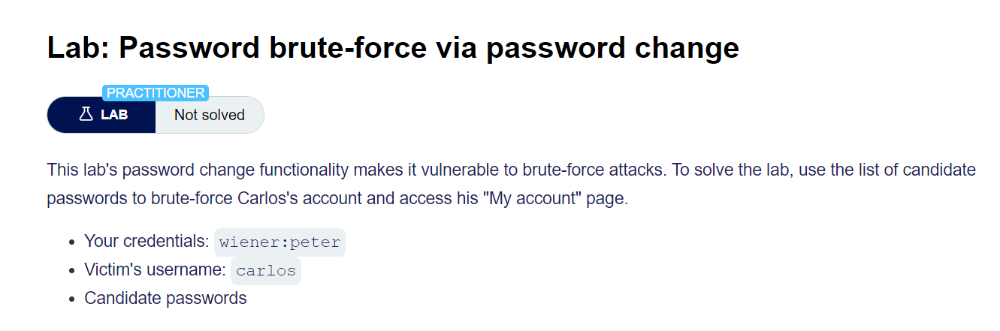 Lab: Password brute-force via password change
PRACTITIONER
LAB Not solved
This lab's password change functionality makes it vulnerable to brute-force attacks. To solve the lab, use the list of candidate
passwords to brute-force Carlos's account and access his "My account" page.
• Your credentials: wiener:peter
• Victim's username: carlos
• Candidate passwords